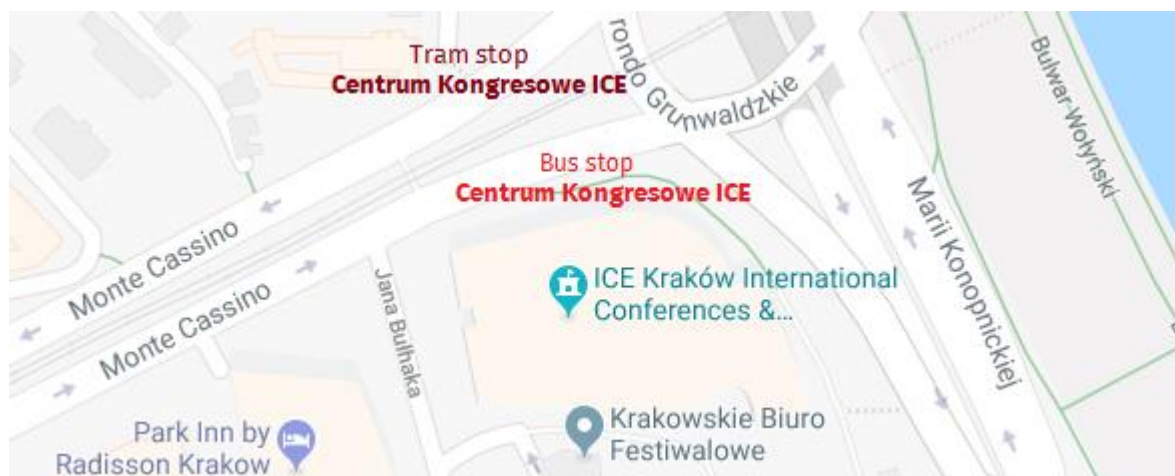 Tram stop
Centrum Kongresowe ICE
rondo Grunwaldzkie
Bulwar Wołyński
Bus stop
Centrum Kongresowe ICE
Marii Konopnickiej
Monte Cassino
Monte Cassino
Jana Bułhaka
ICE Kraków International
Conferences &...
Park Inn by
Radisson Krakow
Krakowskie Biuro
Festiwalowe